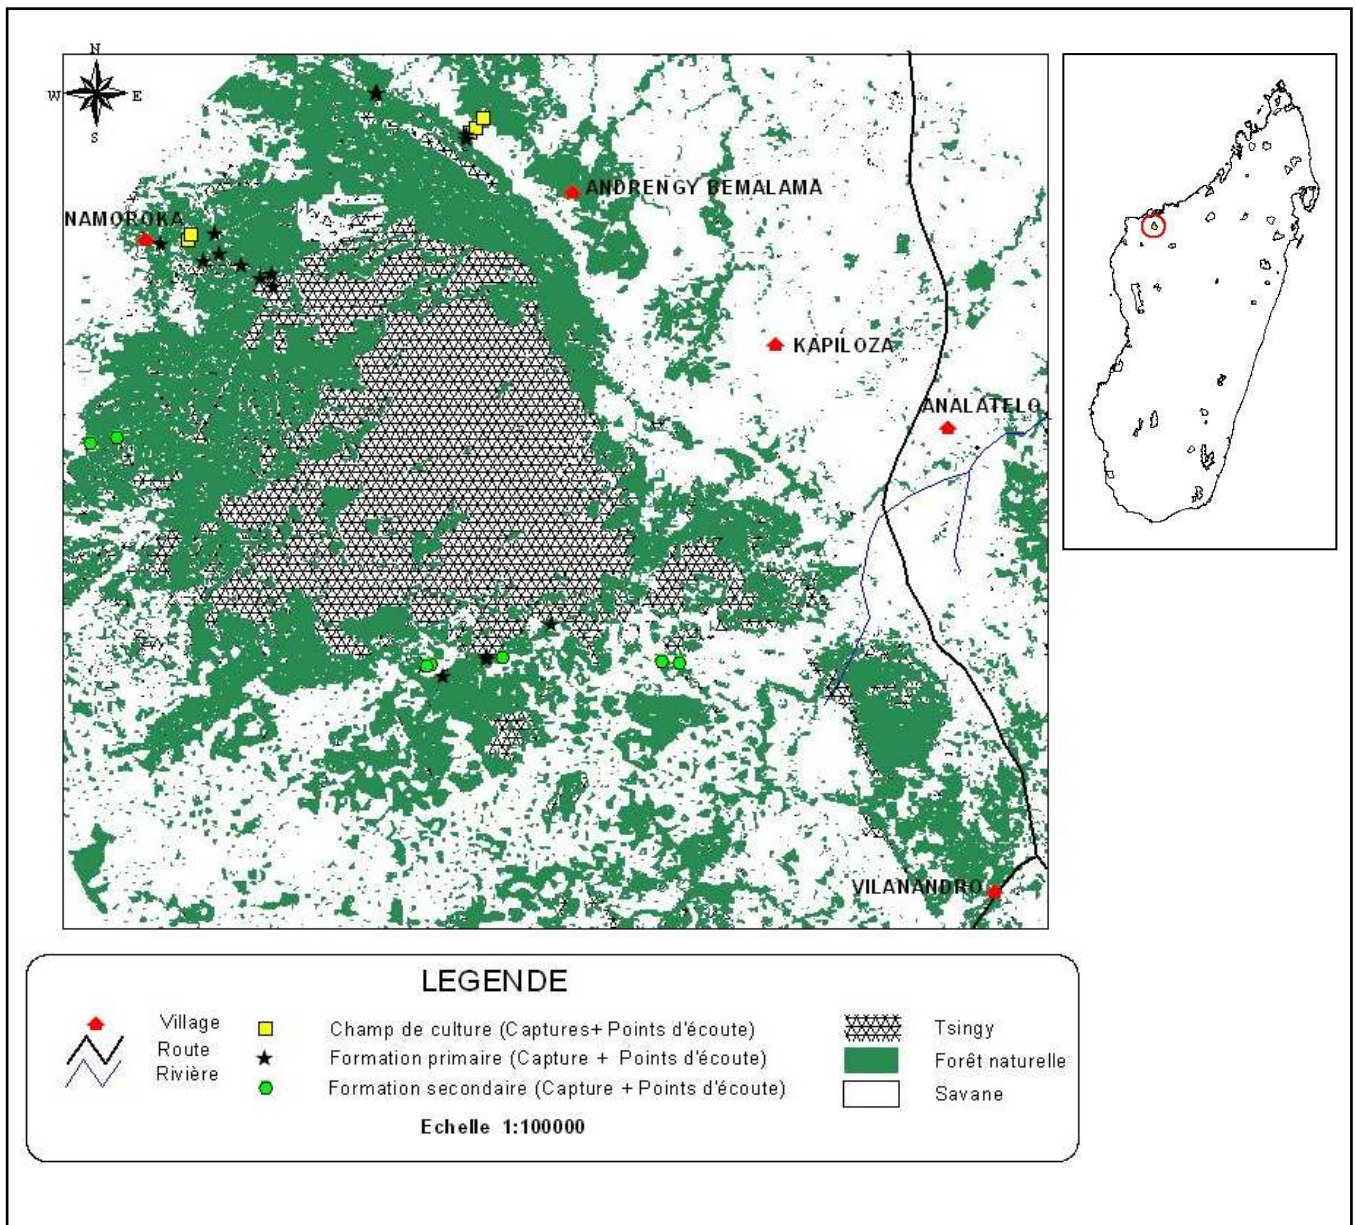 N
W E
S
ANDRENGY BEMALAMA
NAMOROKA
KAPILOZA
ANALATELO
VILANANDRO
LEGENDE
Village
Route
Rivière
Champ de culture (Captures+ Points d'écoute)
Formation primaire (Capture + Points d'écoute)
Formation secondaire (Capture + Points d'écoute)
Echelle 1:100000
Tsingy
Forêt naturelle
Savane